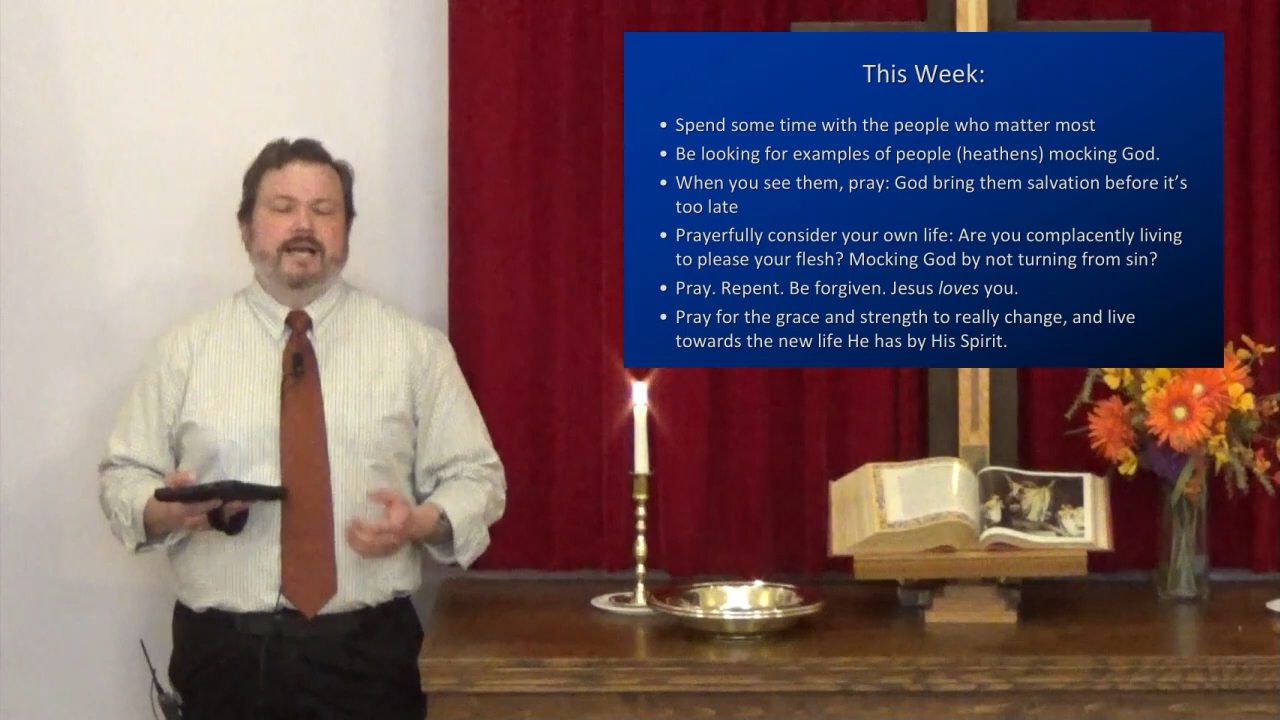 This Week:
• Spend some time with the people who matter most
• Be looking for examples of people (heathens) mocking God.
• When you see them, pray: God bring them salvation before it's
too late
• Prayerfully consider your own life: Are you complacently living
to please your flesh? Mocking God by not turning from sin?
• Pray. Repent. Be forgiven. Jesus loves you.
• Pray for the grace and strength to really change, and live
towards the new life He has by His Spirit.